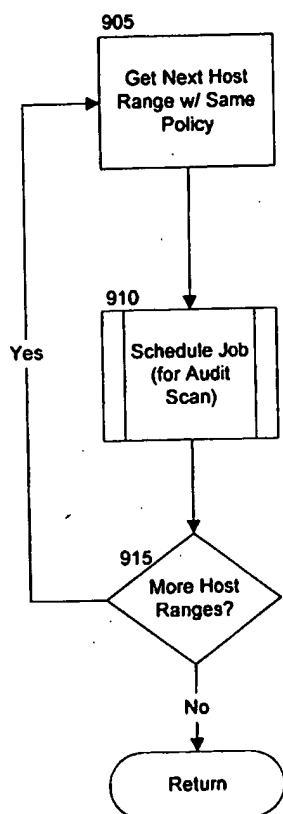 905
Get Next Host
Range w/ Same
Policy
910
Schedule Job
(for Audit
Scan)
Yes
915
More Host
Ranges?
No
Return